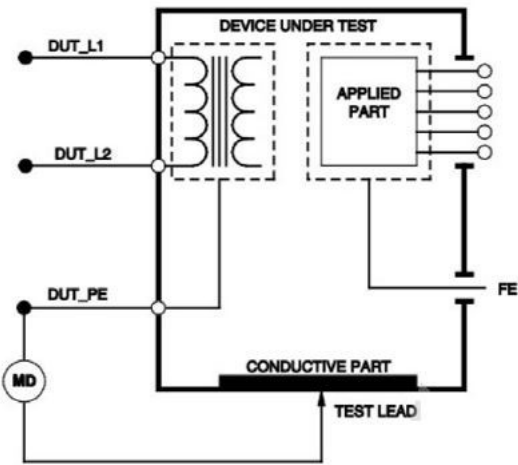 DEVICE UNDER TEST
DUT_L1
APPLIED
PART
DUT_L2
DUT_PE
FE
CONDUCTIVE PART
MD
TEST LEAD